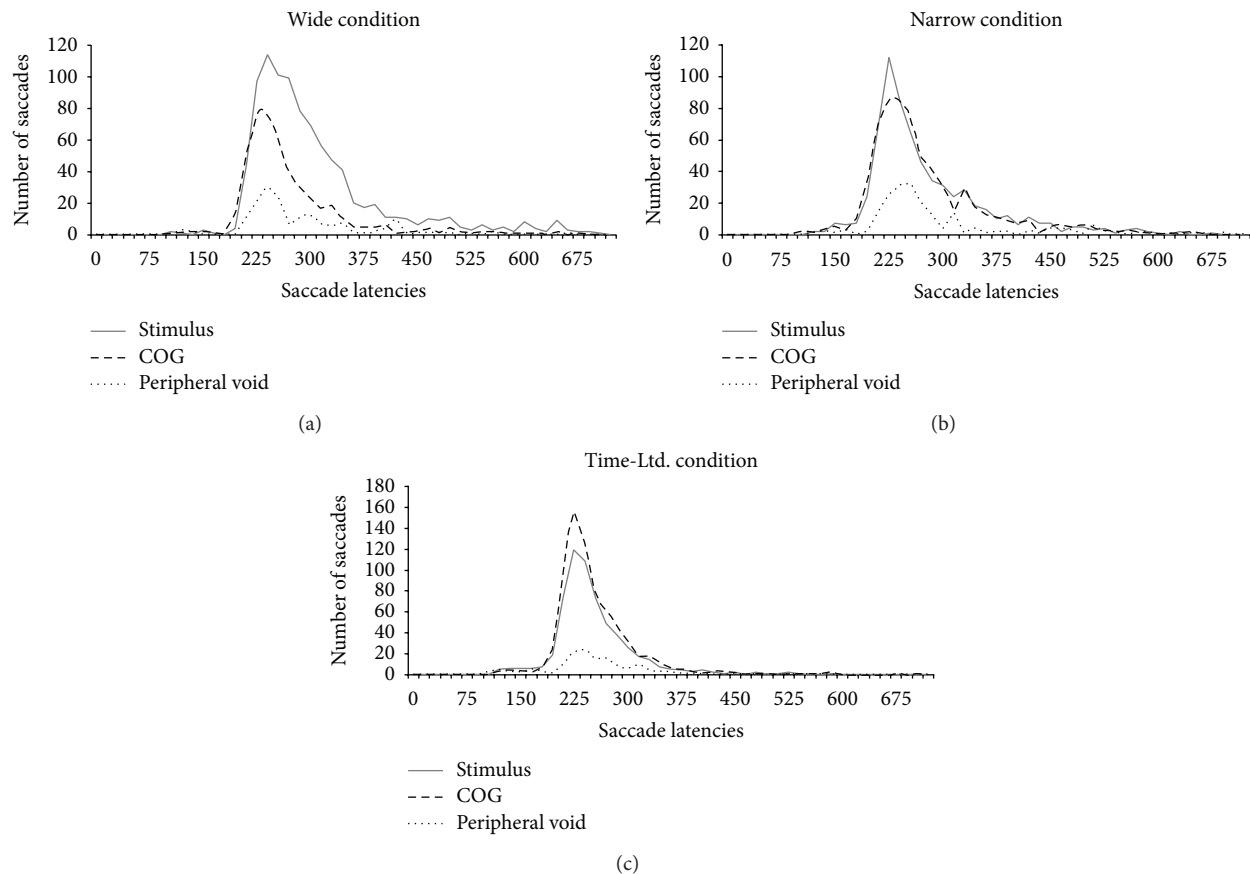 Wide condition
Number of saccades
120
100
80
60
40
20
0
0 75 150 225 300 375 450 525 600 675
Saccade latencies
Stimulus
COG
Peripheral void
(a)
Narrow condition
Number of saccades
120
100
80
60
40
20
0
0 75 150 225 300 375 450 525 600 675
Saccade latencies
Stimulus
COG
Peripheral void
(b)
Time-Ltd. condition
Number of saccades
180
160
140
120
100
80
60
40
20
0
0 75 150 225 300 375 450 525 600 675
Saccade latencies
Stimulus
COG
Peripheral void
(c)